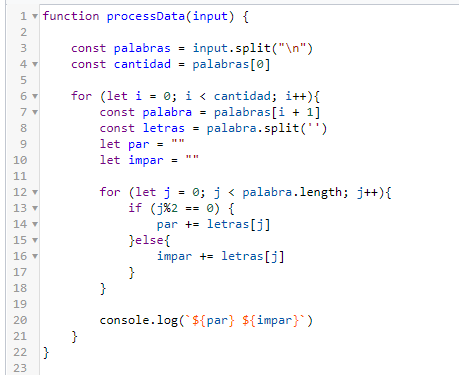 1 function processData(input) {
2
3     const palabras = input.split("\n")
4     const cantidad = palabras[0]
5
6     for (let i = 0; i < cantidad; i++){
7         const palabra = palabras[i + 1]
8         const letras = palabra.split('')
9         let par = ""
10         let impar = ""
11
12         for (let j = 0; j < palabra.length; j++){
13             if (j%2 == 0) {
14                 par += letras[j]
15             }else{
16                 impar += letras[j]
17             }
18         }
19
20         console.log(`${par} ${impar}`)
21     }
22 }
23